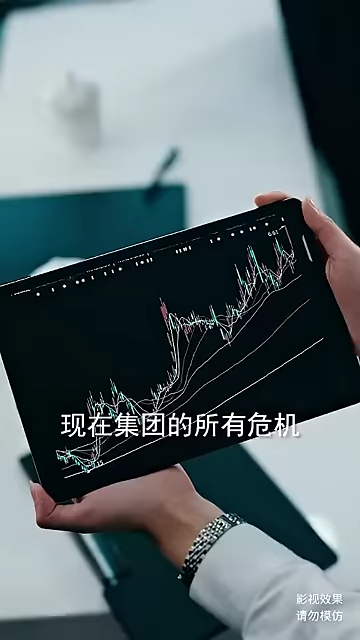 现在集团的所有危机
影视效果
请勿模仿